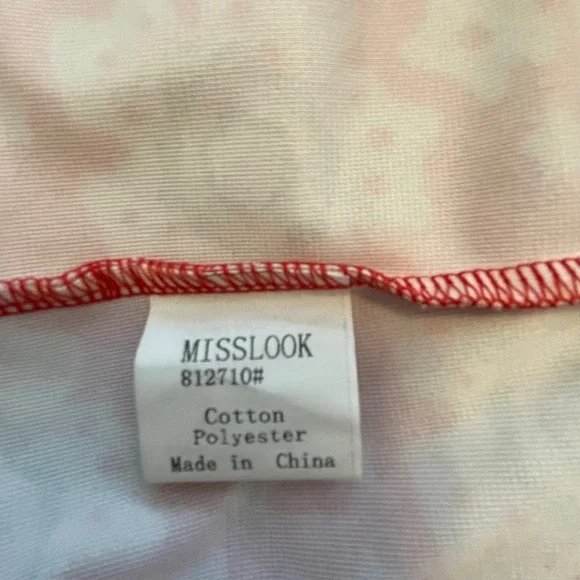 MISSLOOK
812710#
Cotton
Polyester
Made in China